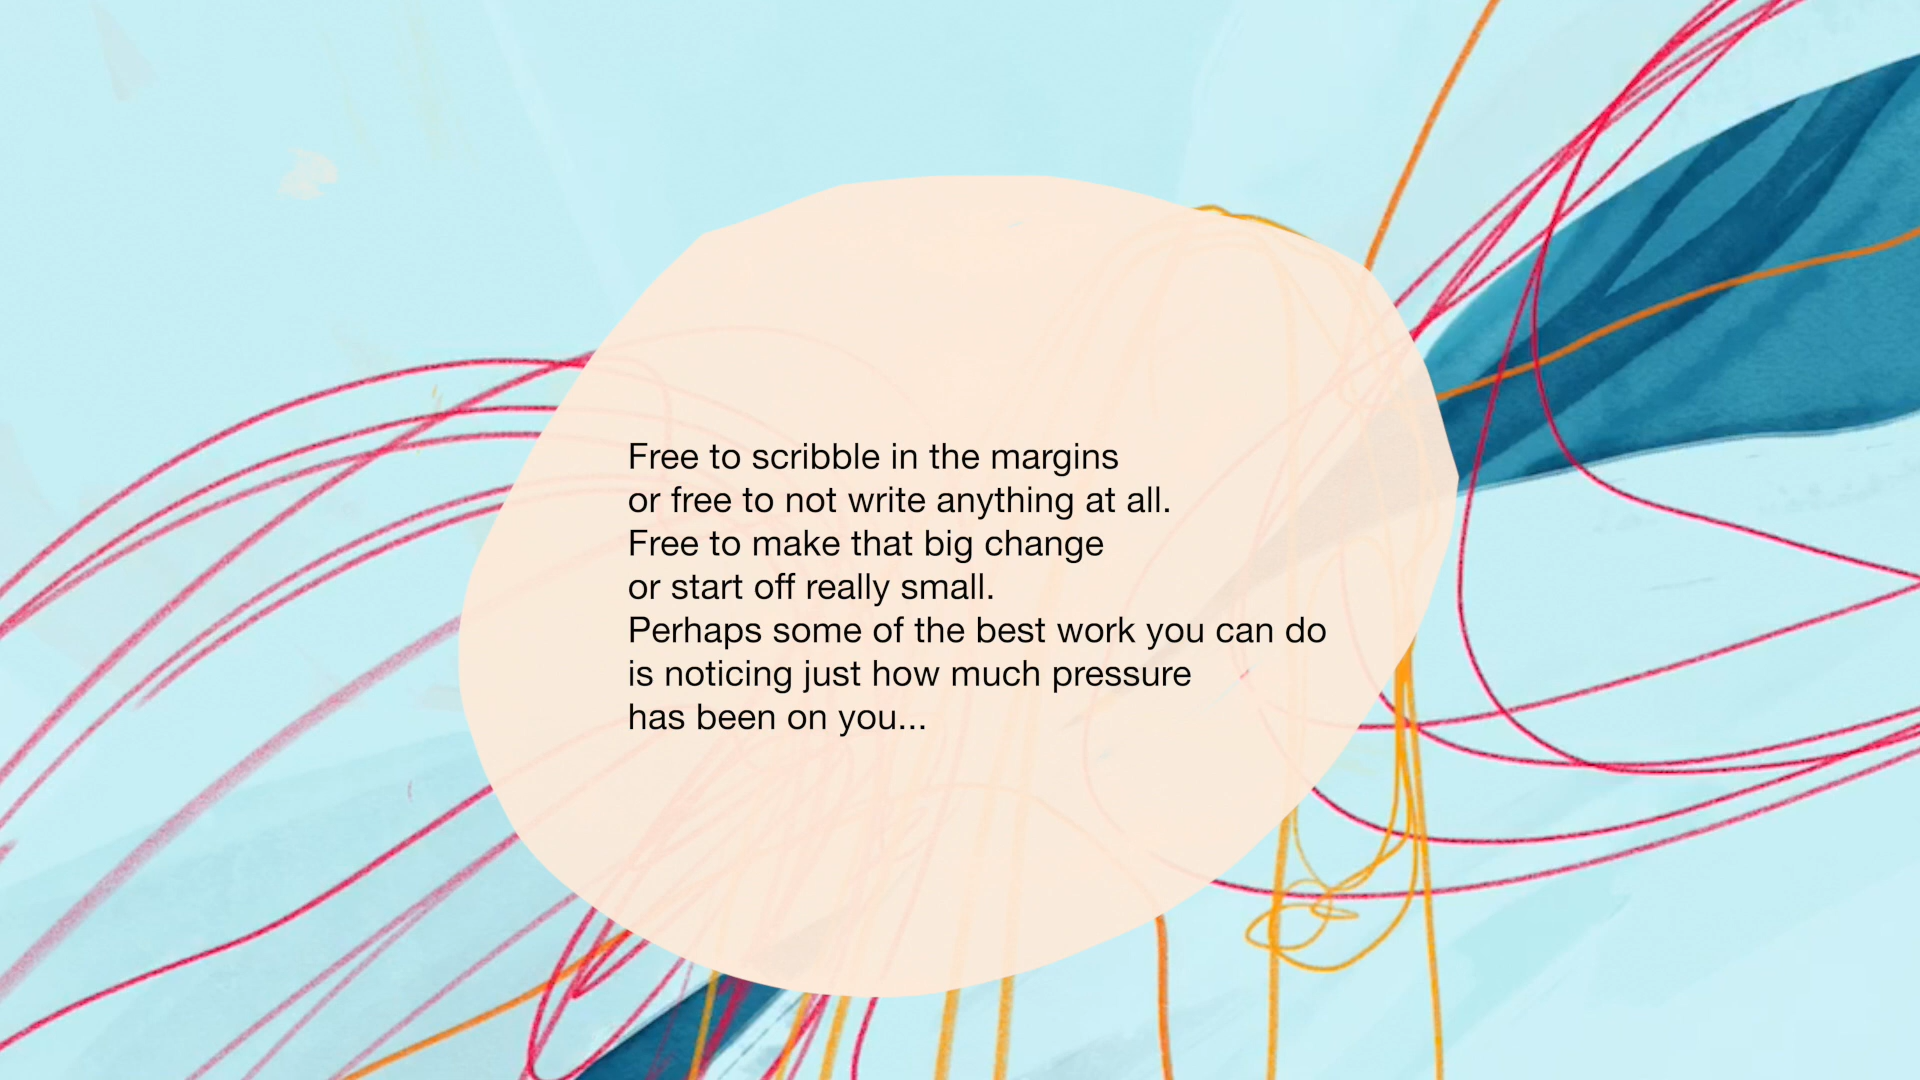 Free to scribble in the margins
or free to not write anything at all.
Free to make that big change
or start off really small.
Perhaps some of the best work you can do
is noticing just how much pressure
has been on you...